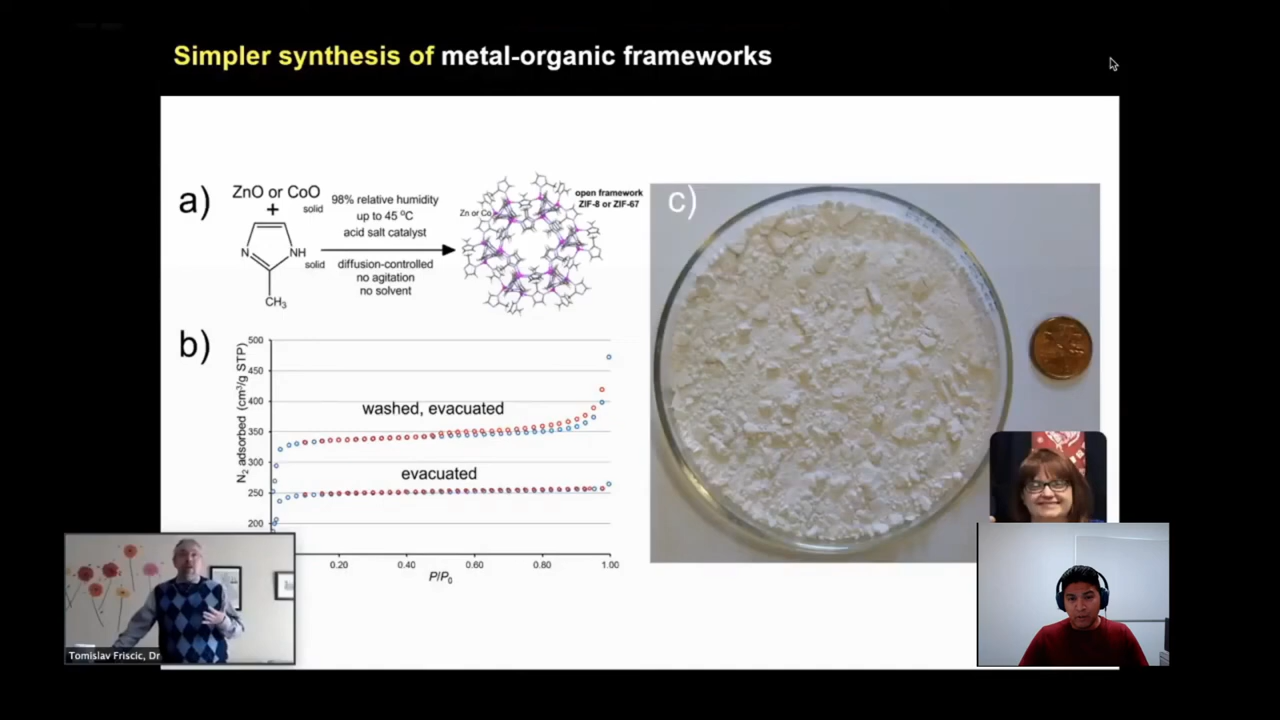 Simpler synthesis of metal-organic frameworks
a)
ZnO or CoO
+
solid
N
NH
solid
CH3
98% relative humidity
up to 45 ºC
acid salt catalyst
diffusion-controlled
no agitation
no solvent
Zn or Co
open framework
ZIF-8 or ZIF-67
b)
N2 adsorbed (cm3/g STP)
500
450
400
350
300
250
200
washed, evacuated
evacuated
0.20
0.40
0.60
0.80
1.00
P/P0
c)
Tomislav Friscic, Dr